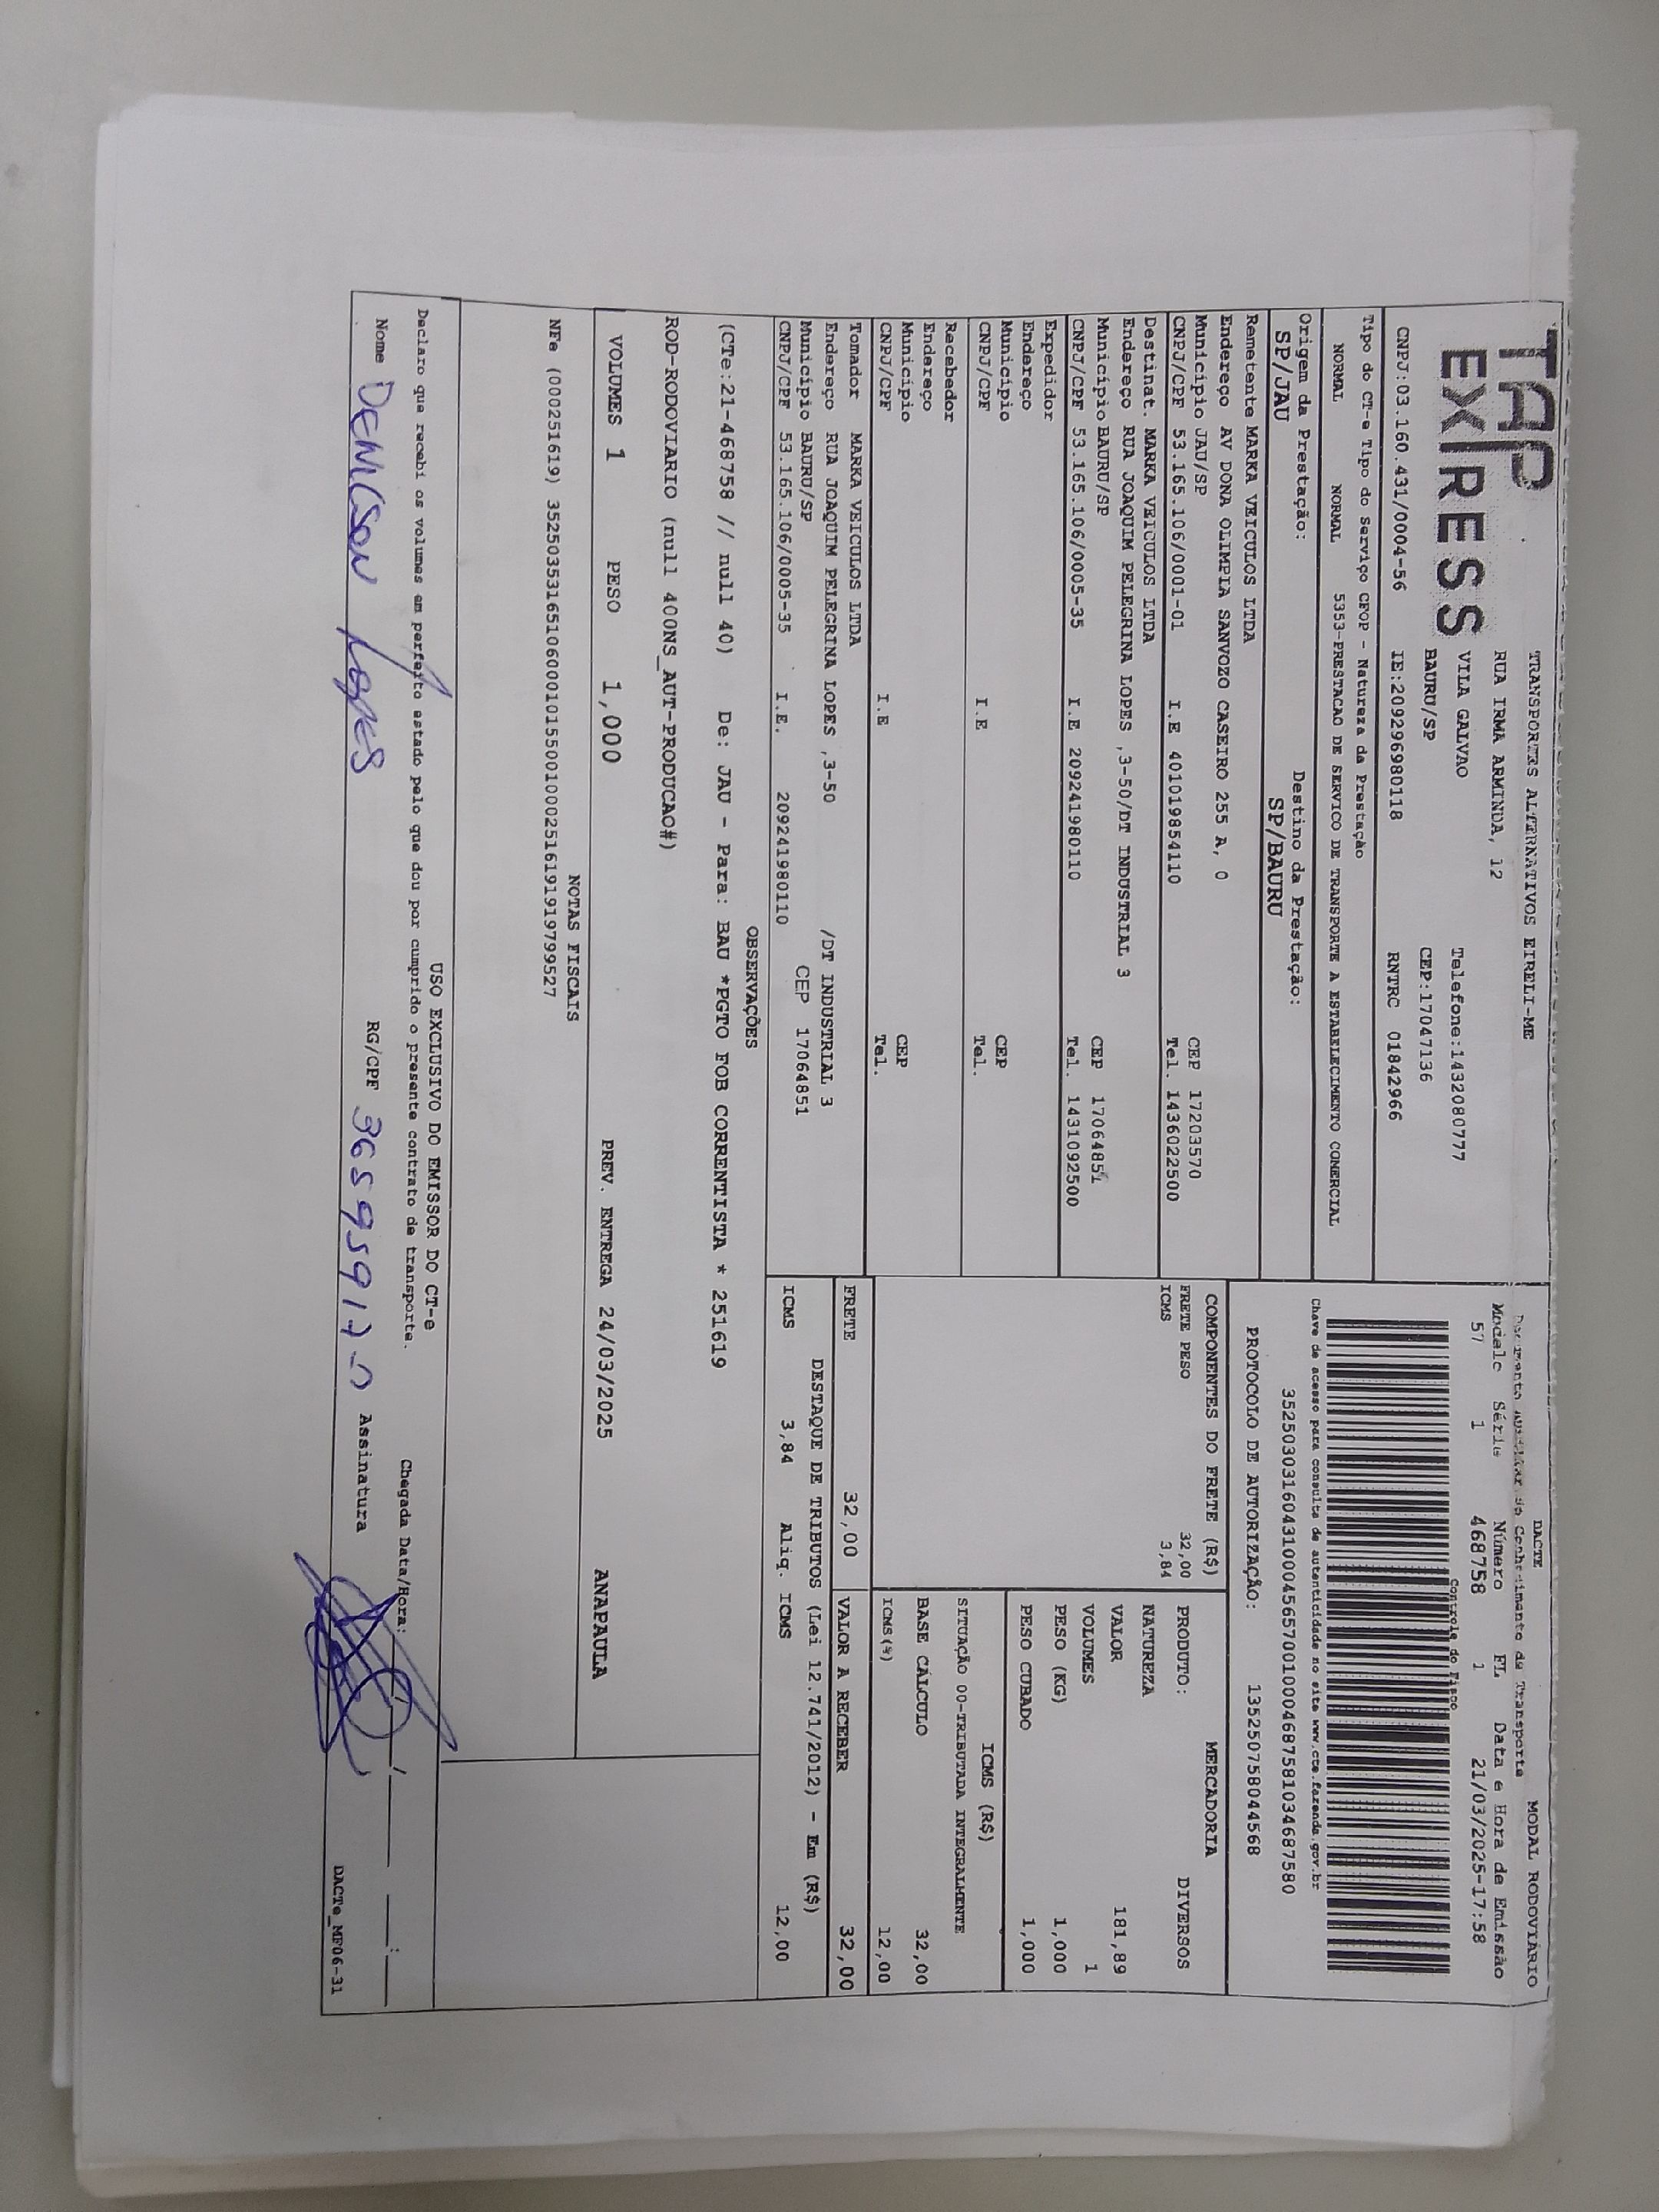 TAP
EX|RESS
TRANSPORTES ALTERNATIVOS EIRELI-ME
RUA IRMA ARMINDA, 12
VILA GALVAO Telefone:1432080777
BAURU/SP CEP:17047136
CNPJ:03.160.431/0004-56 IE:209296980118 RNTRC 01842966
DACTE MODAL RODOVIÁRIO
Documento Auxiliar de Conhecimento de Transporte
Modelo Série Número FL Data e Hora de Emissão
57 1 468758 1 21/03/2025-17:58
Controle do Fisco
Chave de acesso para consulta de autenticidade no site www.cte.fazenda.gov.br
35250303160431000456570010004687581034687580
PROTOCOLO DE AUTORIZAÇÃO: 135250758044568
Tipo do CT-e Tipo do Serviço CFOP - Natureza da Prestação
NORMAL NORMAL 5353-PRESTACAO DE SERVICO DE TRANSPORTE A ESTABELECIMENTO COMERCIAL
Origem da Prestação: Destino da Prestação:
SP/JAU SP/BAURU
Remetente MARKA VEICULOS LTDA
Endereço AV DONA OLIMPIA SANVOZO CASEIRO 255 A, 0
Município JAU/SP CEP 17203570
CNPJ/CPF 53.165.106/0001-01 I.E 401019854110 Tel. 1436022500
Destinat. MARKA VEICULOS LTDA
Endereço RUA JOAQUIM PELEGRINA LOPES ,3-50/DT INDUSTRIAL 3
Município BAURU/SP CEP 17064851
CNPJ/CPF 53.165.106/0005-35 I.E 209241980110 Tel. 1431092500
Expedidor
Endereço
Município CEP
CNPJ/CPF I.E Tel.
Recebedor
Endereço
Município CEP
CNPJ/CPF I.E Tel.
Tomador MARKA VEICULOS LTDA
Endereço RUA JOAQUIM PELEGRINA LOPES ,3-50 /DT INDUSTRIAL 3
Município BAURU/SP CEP 17064851
CNPJ/CPF 53.165.106/0005-35 I.E. 209241980110
COMPONENTES DO FRETE (R$)
FRETE PESO 32,00
ICMS 3,84
MERCADORIA
PRODUTO: DIVERSOS
NATUREZA
VALOR 181,89
VOLUMES 1
PESO (KG) 1,000
PESO CUBADO 1,000
ICMS (R$)
SITUAÇÃO 00-TRIBUTADA INTEGRALMENTE
BASE CÁLCULO 32,00
ICMS(%) 12,00
FRETE 32,00 VALOR A RECEBER 32,00
DESTAQUE DE TRIBUTOS (Lei 12.741/2012) - Em (R$)
ICMS 3,84 Aliq. ICMS 12,00
OBSERVAÇÕES
(CTe:21-468758 // null 40) De: JAU - Para: BAU *PGTO FOB CORRENTISTA * 251619
ROD-RODOVIARIO (null 400NS_AUT-PRODUCAO#)
VOLUMES 1 PESO 1,000 PREV. ENTREGA 24/03/2025 ANAPAULA
NOTAS FISCAIS
NFe (000251619) 35250353165106000101550010002516191919799527
USO EXCLUSIVO DO EMISSOR DO CT-e
Declaro que recebi os volumes em perfeito estado pelo que dou por cumprido o presente contrato de transporte. Chegada Data/Hora: / :
Nome DENILSON LOPES RG/CPF Assinatura
DACTe_MF06-31